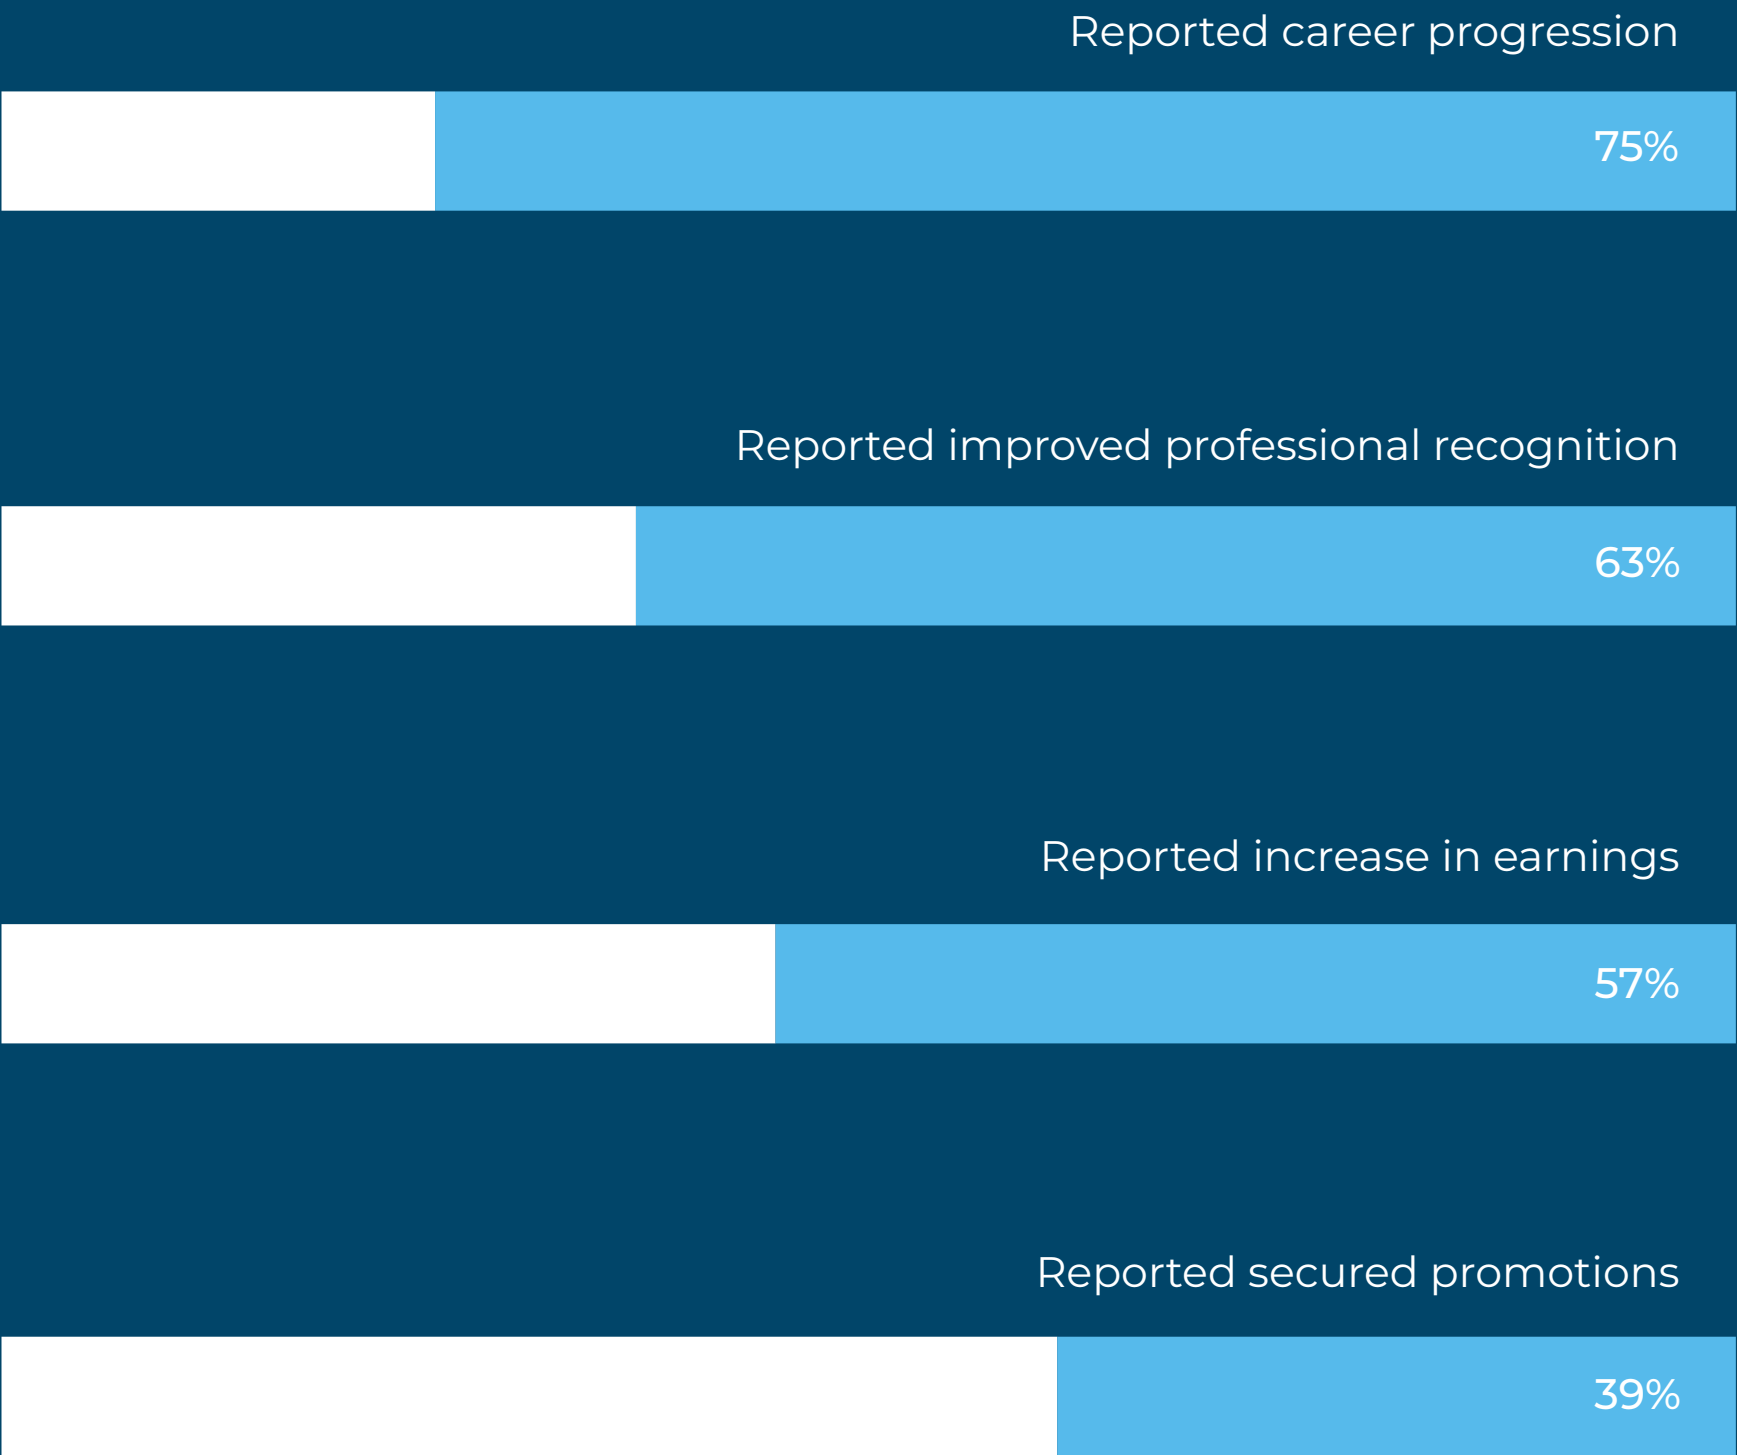 Reported career progression
75%
Reported improved professional recognition
63%
Reported increase in earnings
57%
Reported secured promotions
39%